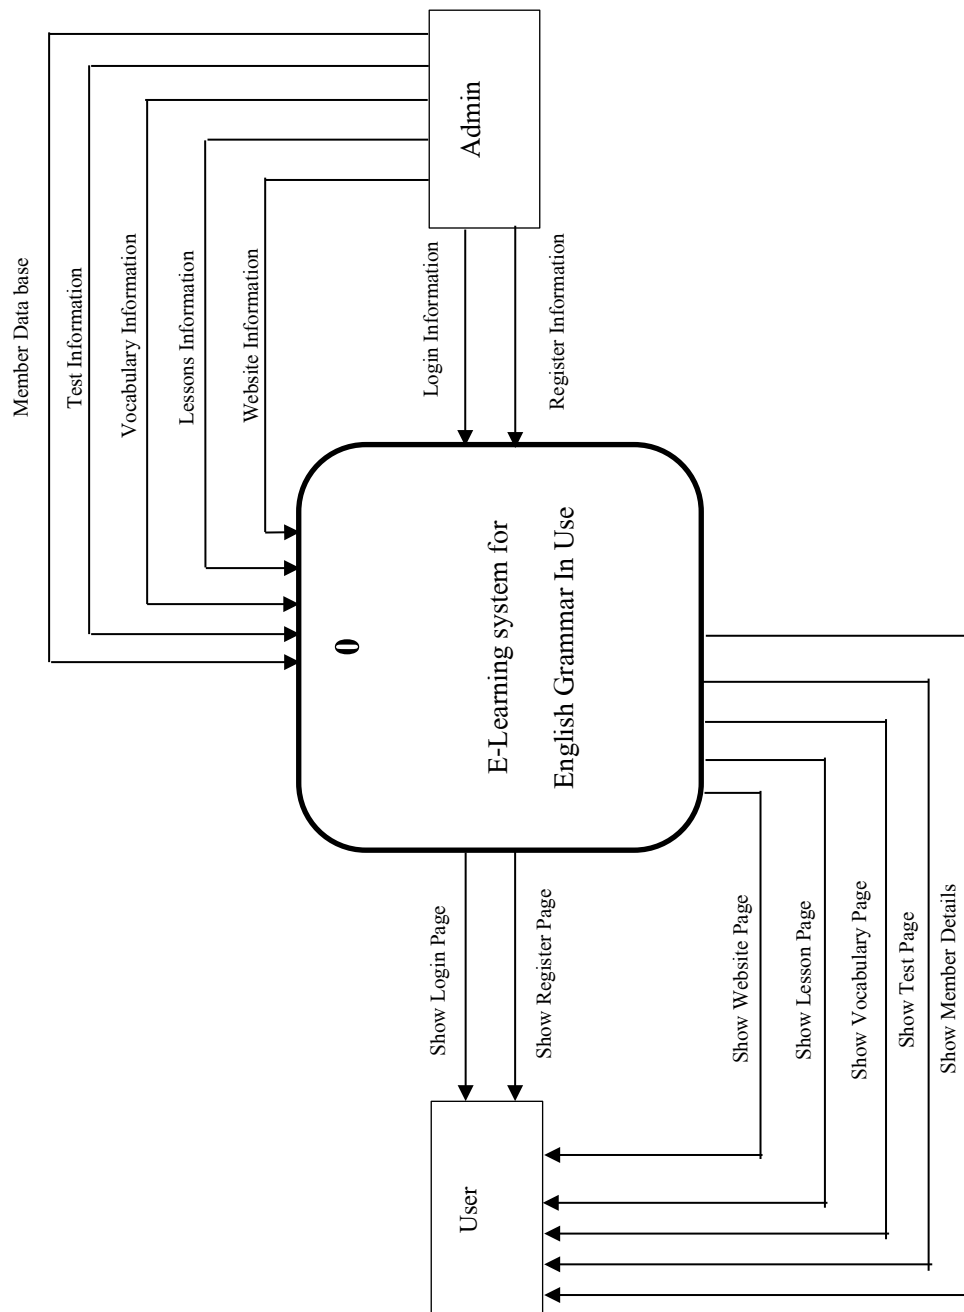 Admin
Member Data base
Test Information
Vocabulary Information
Lessons Information
Website Information
Login Information
Register Information
0
E-Learning system for
English Grammar In Use
Show Login Page
Show Register Page
Show Website Page
Show Lesson Page
Show Vocabulary Page
Show Test Page
Show Member Details
User